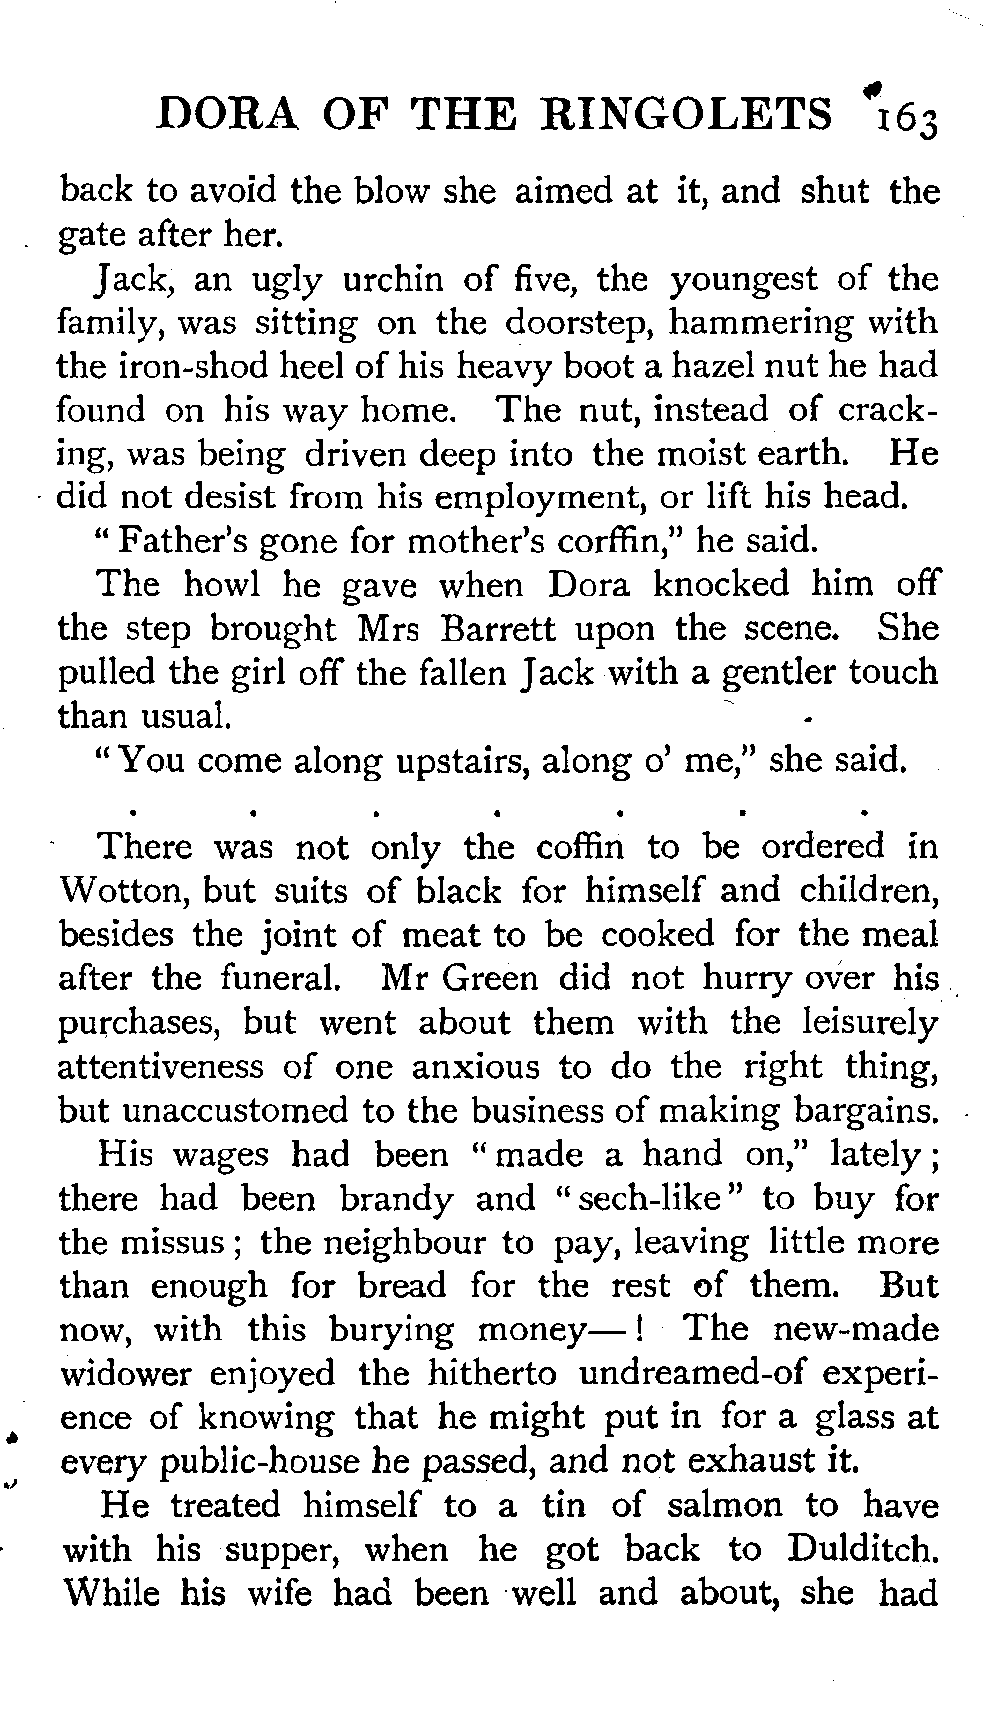 DORA OF THE RINGOLETS 163
back to avoid the blow she aimed at it, and shut the
gate after her.
Jack, an ugly urchin of five, the youngest of the
family, was sitting on the doorstep, hammering with
the iron-shod heel of his heavy boot a hazel nut he had
found on his way home. The nut, instead of crack-
ing, was being driven deep into the moist earth. He
did not desist from his employment, or lift his head.
" Father's gone for mother's corffin," he said.
The howl he gave when Dora knocked him off
the step brought Mrs Barrett upon the scene. She
pulled the girl off the fallen Jack with a gentler touch
than usual.
" You come along upstairs, along o' me," she said.
. . . . . . .
There was not only the coffin to be ordered in
Wotton, but suits of black for himself and children,
besides the joint of meat to be cooked for the meal
after the funeral. Mr Green did not hurry over his
purchases, but went about them with the leisurely
attentiveness of one anxious to do the right thing,
but unaccustomed to the business of making bargains.
His wages had been " made a hand on," lately ;
there had been brandy and " sech-like " to buy for
the missus ; the neighbour to pay, leaving little more
than enough for bread for the rest of them. But
now, with this burying money— ! The new-made
widower enjoyed the hitherto undreamed-of experi-
ence of knowing that he might put in for a glass at
every public-house he passed, and not exhaust it.
He treated himself to a tin of salmon to have
with his supper, when he got back to Dulditch.
While his wife had been well and about, she had